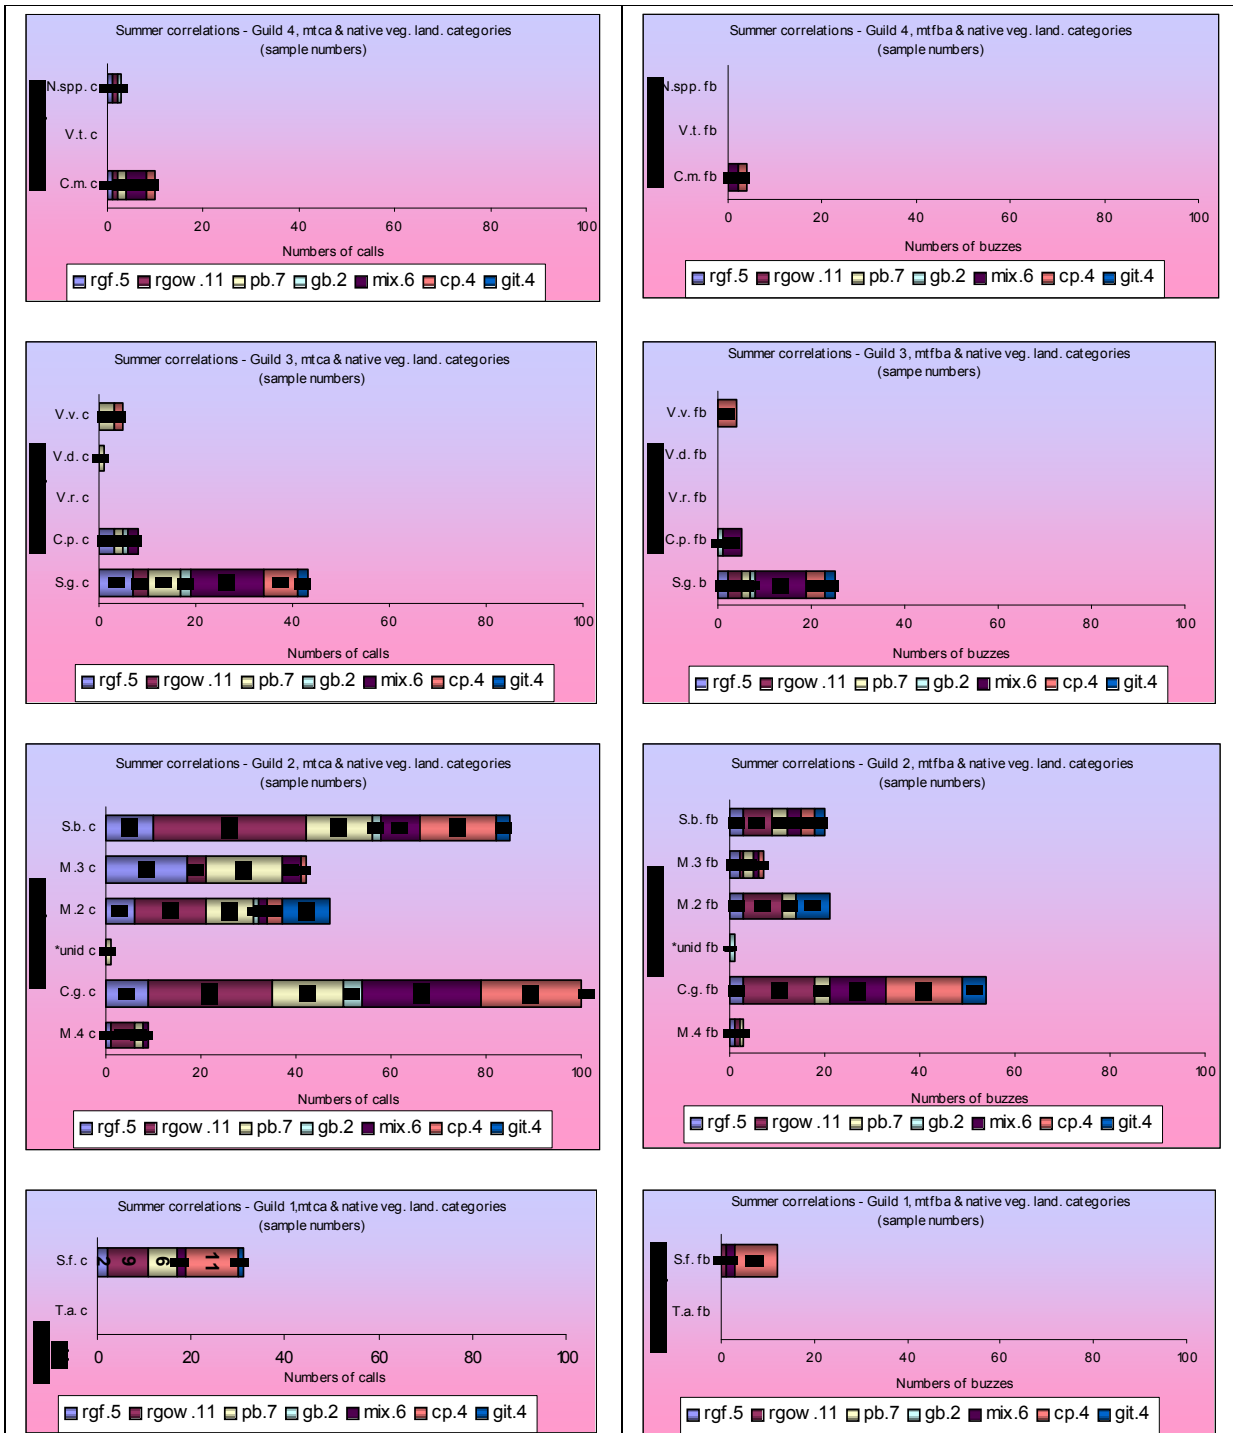 Summer correlations - Guild 4, mtca & native veg. land. categories
(sample numbers)
N.spp. c
V.t. c
C.m. c
0 20 40 60 80 100
Numbers of calls
rgf.5 rgow .11 pb.7 gb.2 mix.6 cp.4 git.4
Summer correlations - Guild 4, mtfba & native veg. land. categories
(sample numbers)
N.spp. fb
V.t. fb
C.m. fb
0 20 40 60 80 100
Numbers of buzzes
rgf.5 rgow .11 pb.7 gb.2 mix.6 cp.4 git.4
Summer correlations - Guild 3, mtca & native veg. land. categories
(sample numbers)
V.v. c
V.d. c
V.r. c
C.p. c
S.g. c
0 20 40 60 80 100
Numbers of calls
rgf.5 rgow .11 pb.7 gb.2 mix.6 cp.4 git.4
Summer correlations - Guild 3, mtfba & native veg. land. categories
(sampe numbers)
V.v. fb
V.d. fb
V.r. fb
C.p. fb
S.g. b
0 20 40 60 80 100
Numbers of buzzes
rgf.5 rgow .11 pb.7 gb.2 mix.6 cp.4 git.4
Summer correlations - Guild 2, mtca & native veg. land. categories
(sample numbers)
S.b. c
M.3 c
M.2 c
*unid c
C.g. c
M.4 c
0 20 40 60 80 100
Numbers of calls
rgf.5 rgow .11 pb.7 gb.2 mix.6 cp.4 git.4
Summer correlations - Guild 2, mtfba & native veg. land. categories
(sample numbers)
S.b. fb
M.3 fb
M.2 fb
*unid fb
C.g. fb
M.4 fb
0 20 40 60 80 100
Numbers of buzzes
rgf.5 rgow .11 pb.7 gb.2 mix.6 cp.4 git.4
Summer correlations - Guild 1,mtca & native veg. land. categories
(sample numbers)
S.f. c
2 9 6 11
T.a. c
0 20 40 60 80 100
Numbers of calls
rgf.5 rgow .11 pb.7 gb.2 mix.6 cp.4 git.4
Summer correlations - Guild 1, mtfba & native veg. land. categories
(sample numbers)
S.f. fb
T.a. fb
0 20 40 60 80 100
Numbers of buzzes
rgf.5 rgow .11 pb.7 gb.2 mix.6 cp.4 git.4